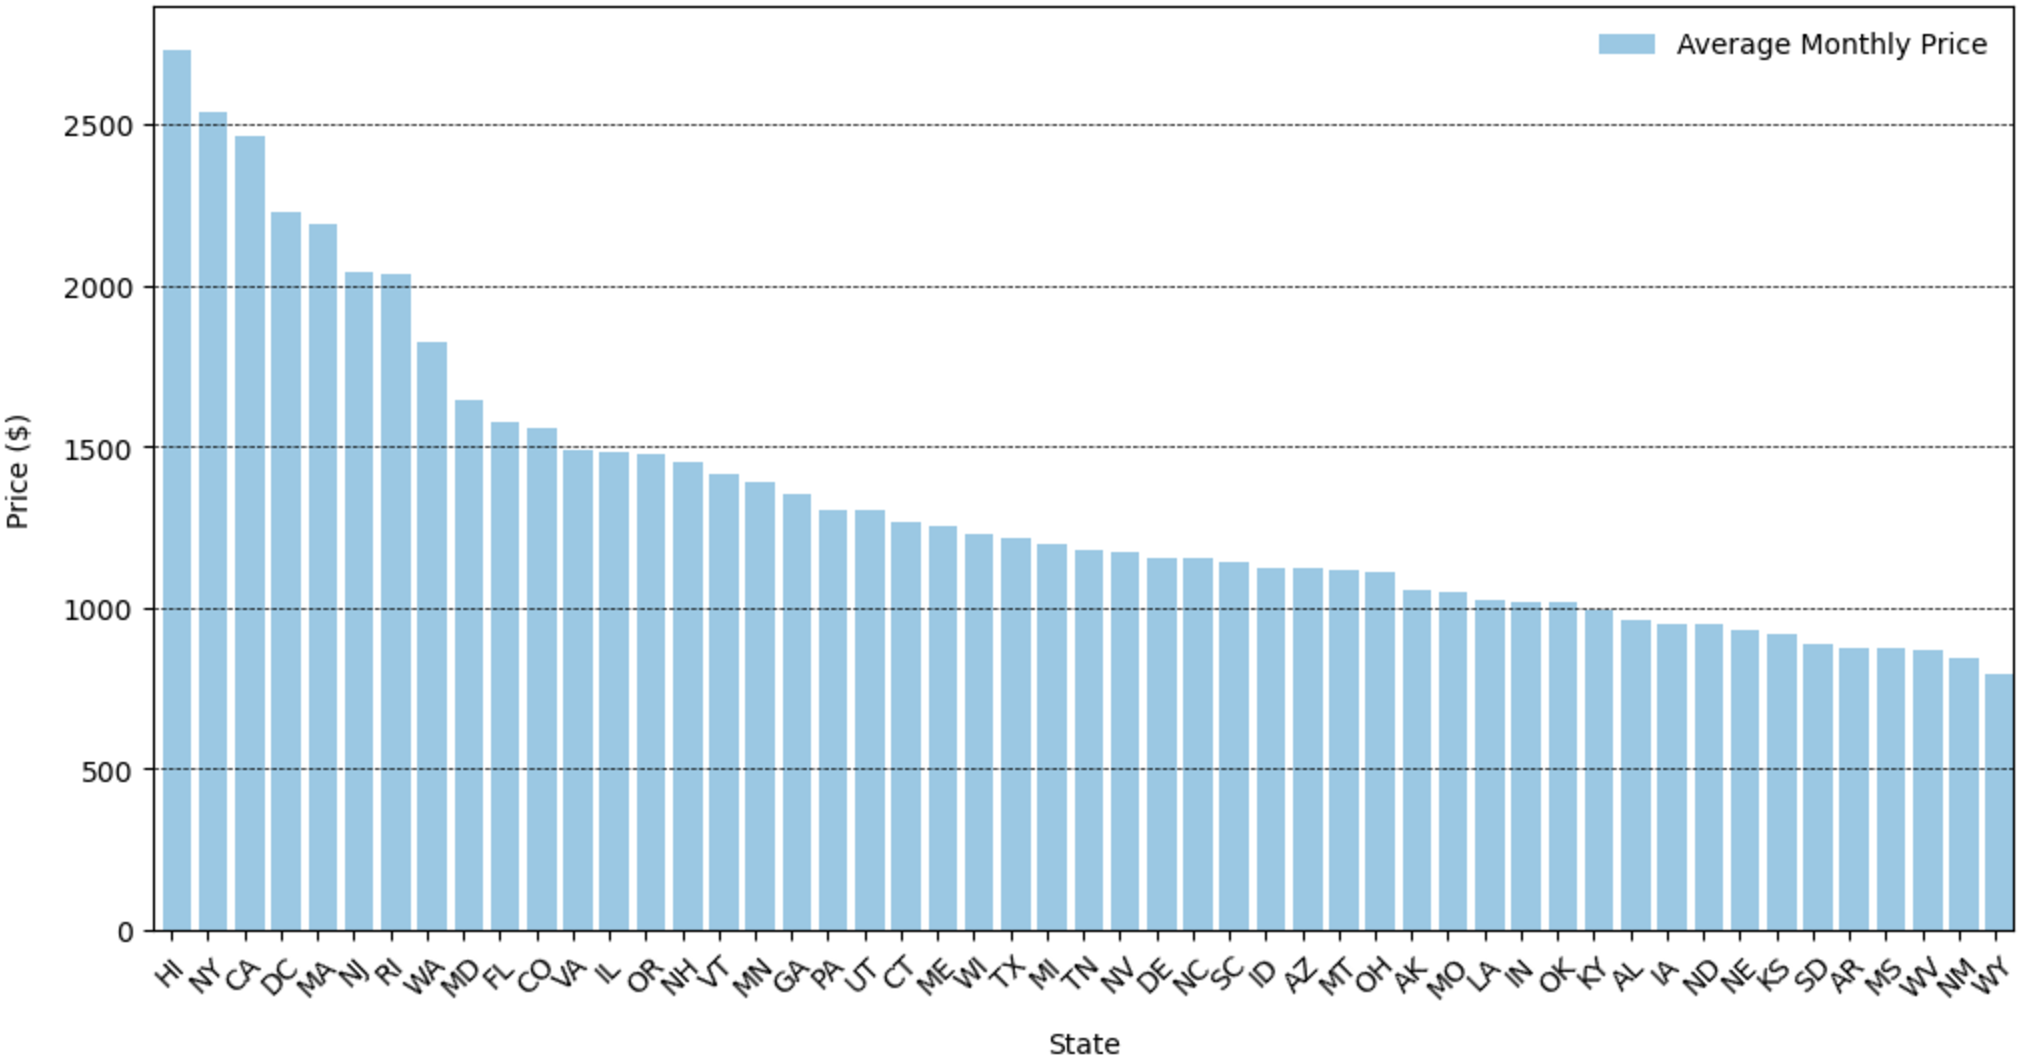 Average Monthly Price
2500
2000
1500
1000
500
0
Price ($)
HI NY CA DC MA NJ RI WA MD FL CO VA IL OR NH VT MN GA PA UT CT ME WI TX MI TN NV DE NC SC ID AZ MT OH AK MO LA IN OK KY AL IA ND NE KS SD AR MS WV NM WY
State